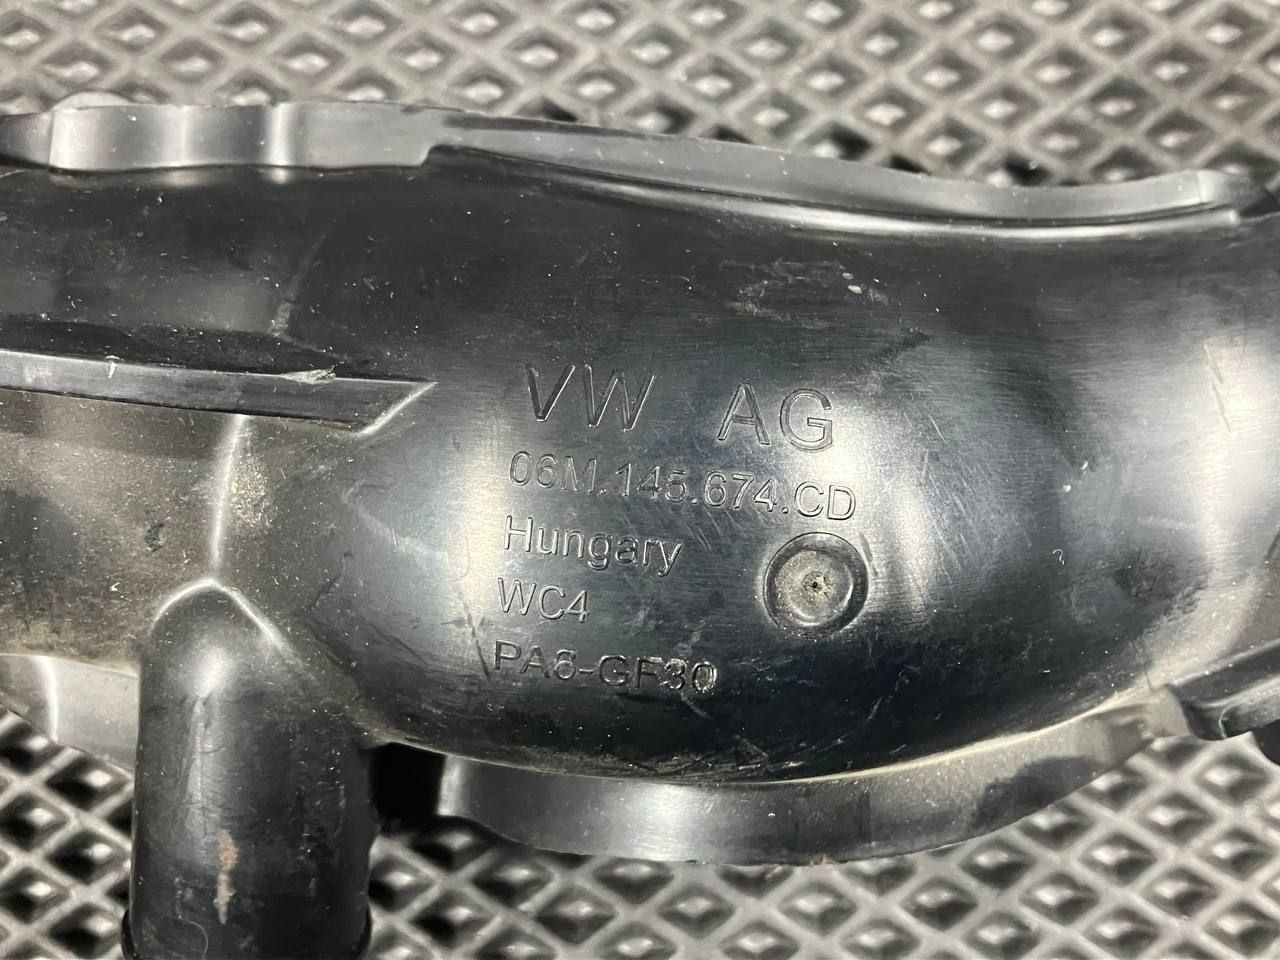 VW AG
06M.145.674.CD
Hungary
WC4
PA6-GF30